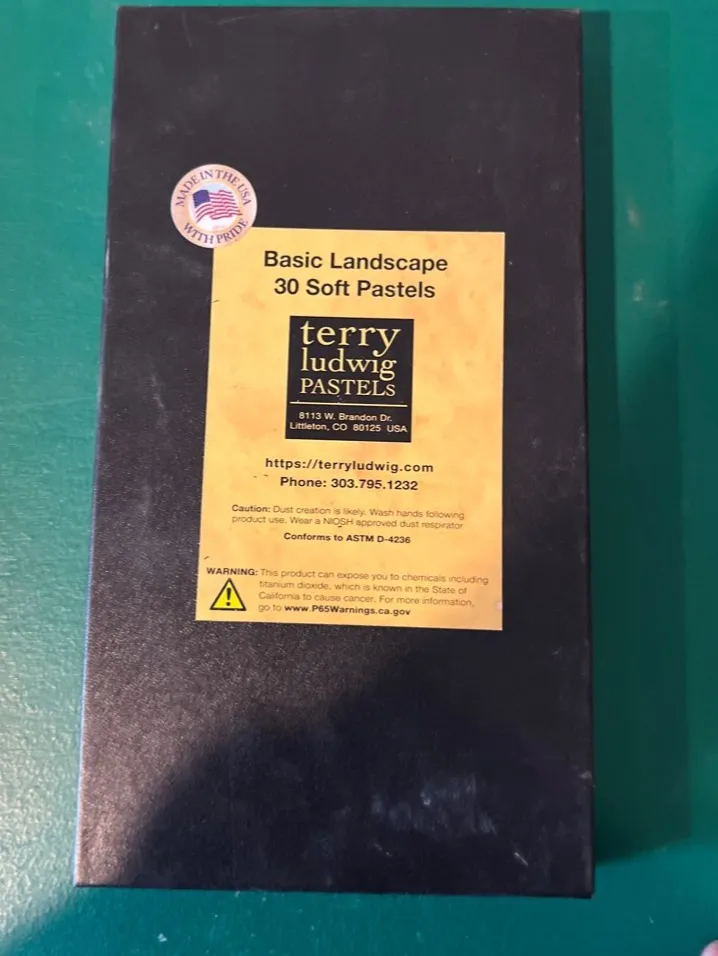 MADE IN THE USA
WITH PRIDE
Basic Landscape
30 Soft Pastels
terry
ludwig
PASTELs
8113 W. Brandon Dr.
Littleton, CO 80125 USA
https://terryludwig.com
Phone: 303.795.1232
Caution: Dust creation is likely. Wash hands following
product use. Wear a NIOSH approved dust respirator
Conforms to ASTM D-4236
WARNING: This product can expose you to chemicals including
titanium dioxide, which is known in the State of
California to cause cancer. For more information,
go to www.P65Warnings.ca.gov